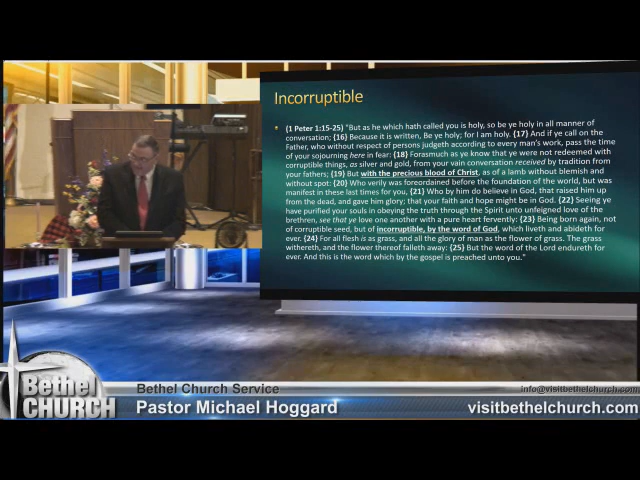 Incorruptible
(1 Peter 1:15-25) "But as he which hath called you is holy, so be ye holy in all manner of
conversation; {16} Because it is written, Be ye holy; for I am holy. {17} And if ye call on the
Father, who without respect of persons judgeth according to every man's work, pass the time
of your sojourning here in fear: {18} Forasmuch as ye know that ye were not redeemed with
corruptible things, as silver and gold, from your vain conversation received by tradition from
your fathers; {19} But with the precious blood of Christ, as of a lamb without blemish and
without spot: {20} Who verily was foreordained before the foundation of the world, but was
manifest in these last times for you, {21} Who by him do believe in God, that raised him up
from the dead, and gave him glory; that your faith and hope might be in God. {22} Seeing ye
have purified your souls in obeying the truth through the Spirit unto unfeigned love of the
brethren, see that ye love one another with a pure heart fervently: {23} Being born again, not
of corruptible seed, but of incorruptible, by the word of God, which liveth and abideth for
ever. {24} For all flesh is as grass, and all the glory of man as the flower of grass. The grass
withereth, and the flower thereof falleth away: {25} But the word of the Lord endureth for
ever. And this is the word which by the gospel is preached unto you."
Bethel
CHURCH
Bethel Church Service
info@visitbethelchurch.com
Pastor Michael Hoggard
visitbethelchurch.com